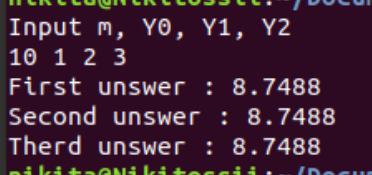 Input m, Y0, Y1, Y2
10 1 2 3
First unswer : 8.7488
Second unswer : 8.7488
Therd unswer : 8.7488